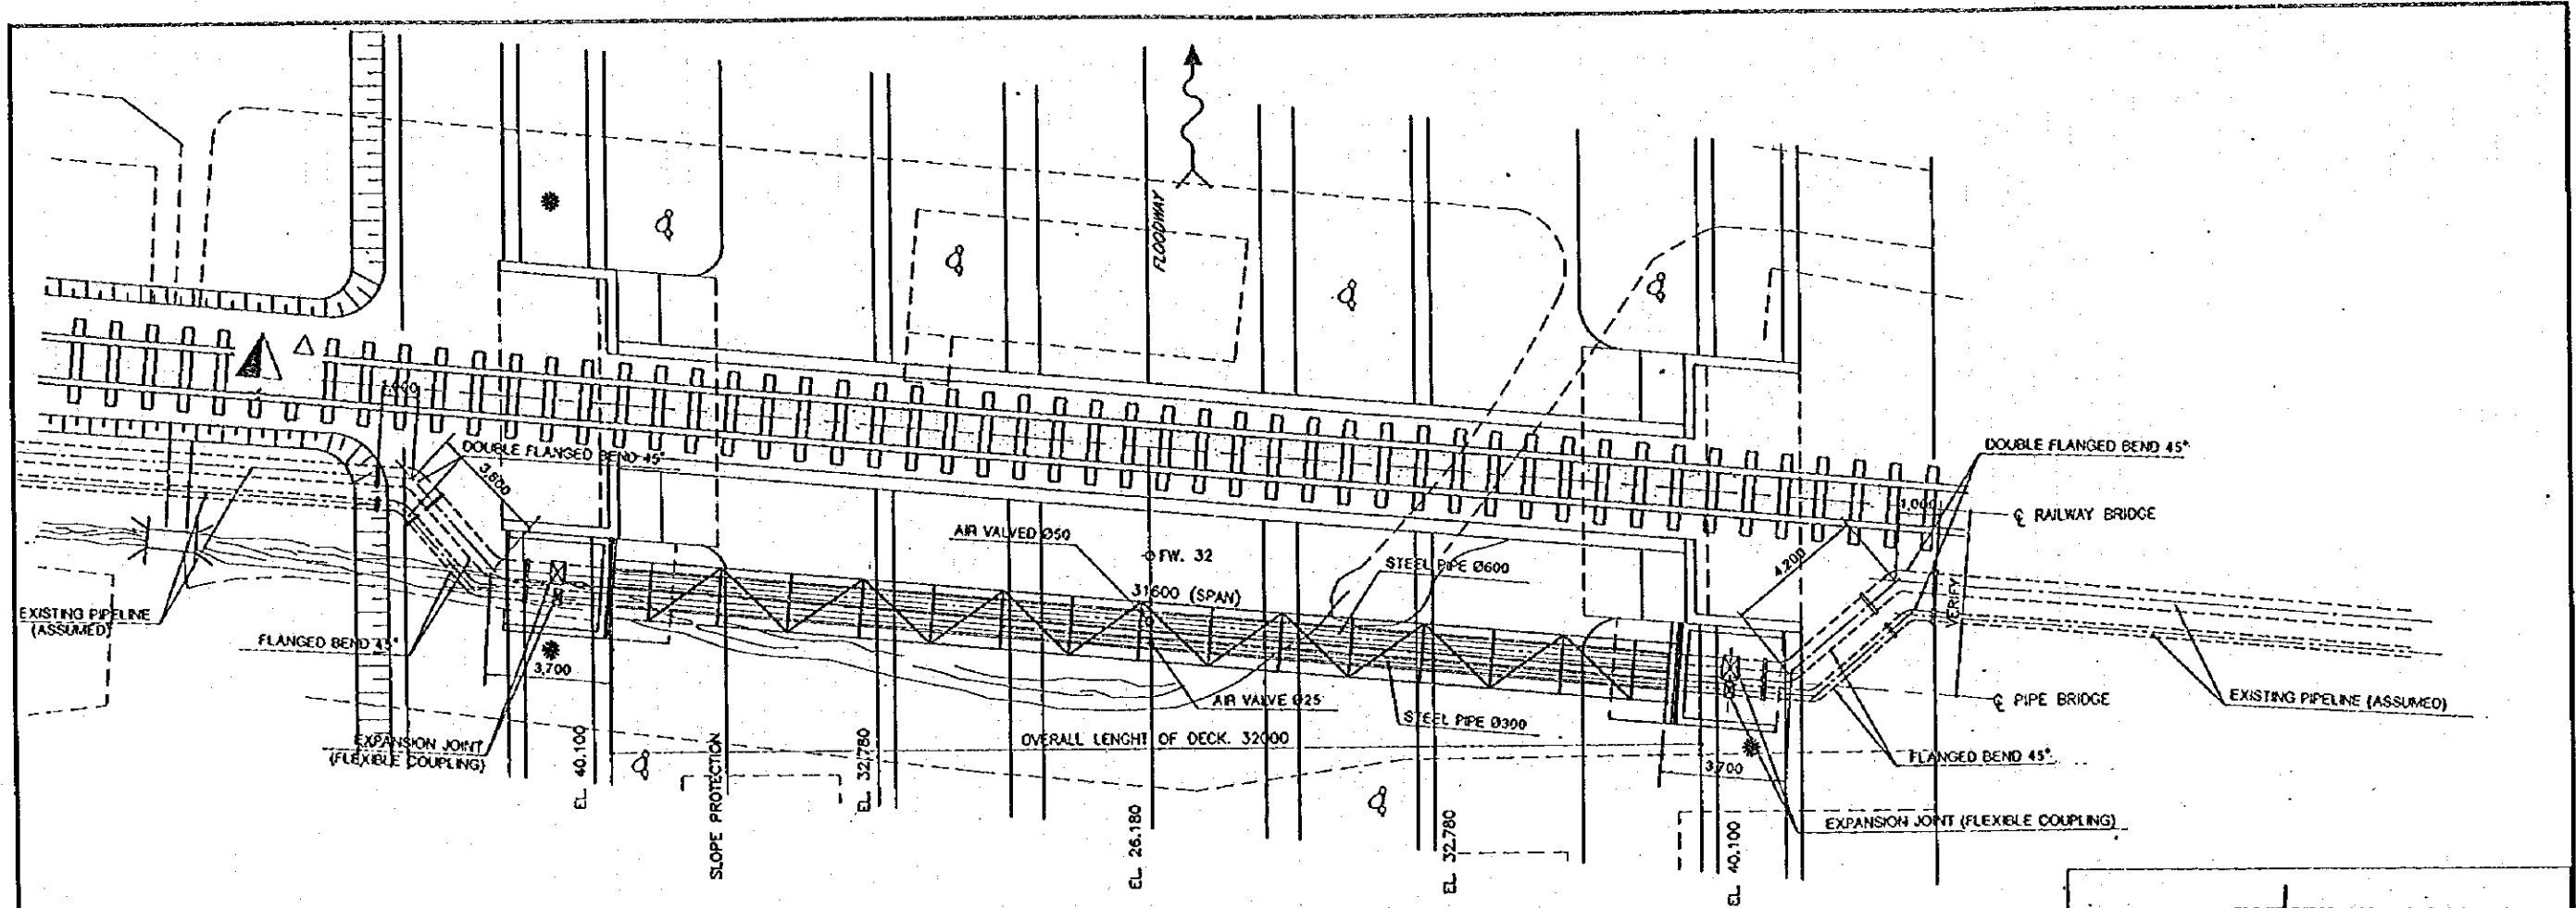 FLOODWAY
1,000
DOUBLE FLANGED BEND 45°
3,800
DOUBLE FLANGED BEND 45°
1,000
℄ RAILWAY BRIDGE
AIR VALVED Ø50
FW. 32
STEEL PIPE Ø600
4,200
VERIFY
31600 (SPAN)
EXISTING PIPELINE
(ASSUMED)
FLANGED BEND 45°
3,700
AIR VALVE Ø25
STEEL PIPE Ø300
℄ PIPE BRIDGE
EXISTING PIPELINE (ASSUMED)
EXPANSION JOINT
(FLEXIBLE COUPLING)
OVERALL LENGHT OF DECK. 32000
3,700
FLANGED BEND 45°
EXPANSION JOINT (FLEXIBLE COUPLING)
EL. 40.100
SLOPE PROTECTION
EL. 32.780
EL. 26.180
EL. 32.780
EL. 40.100